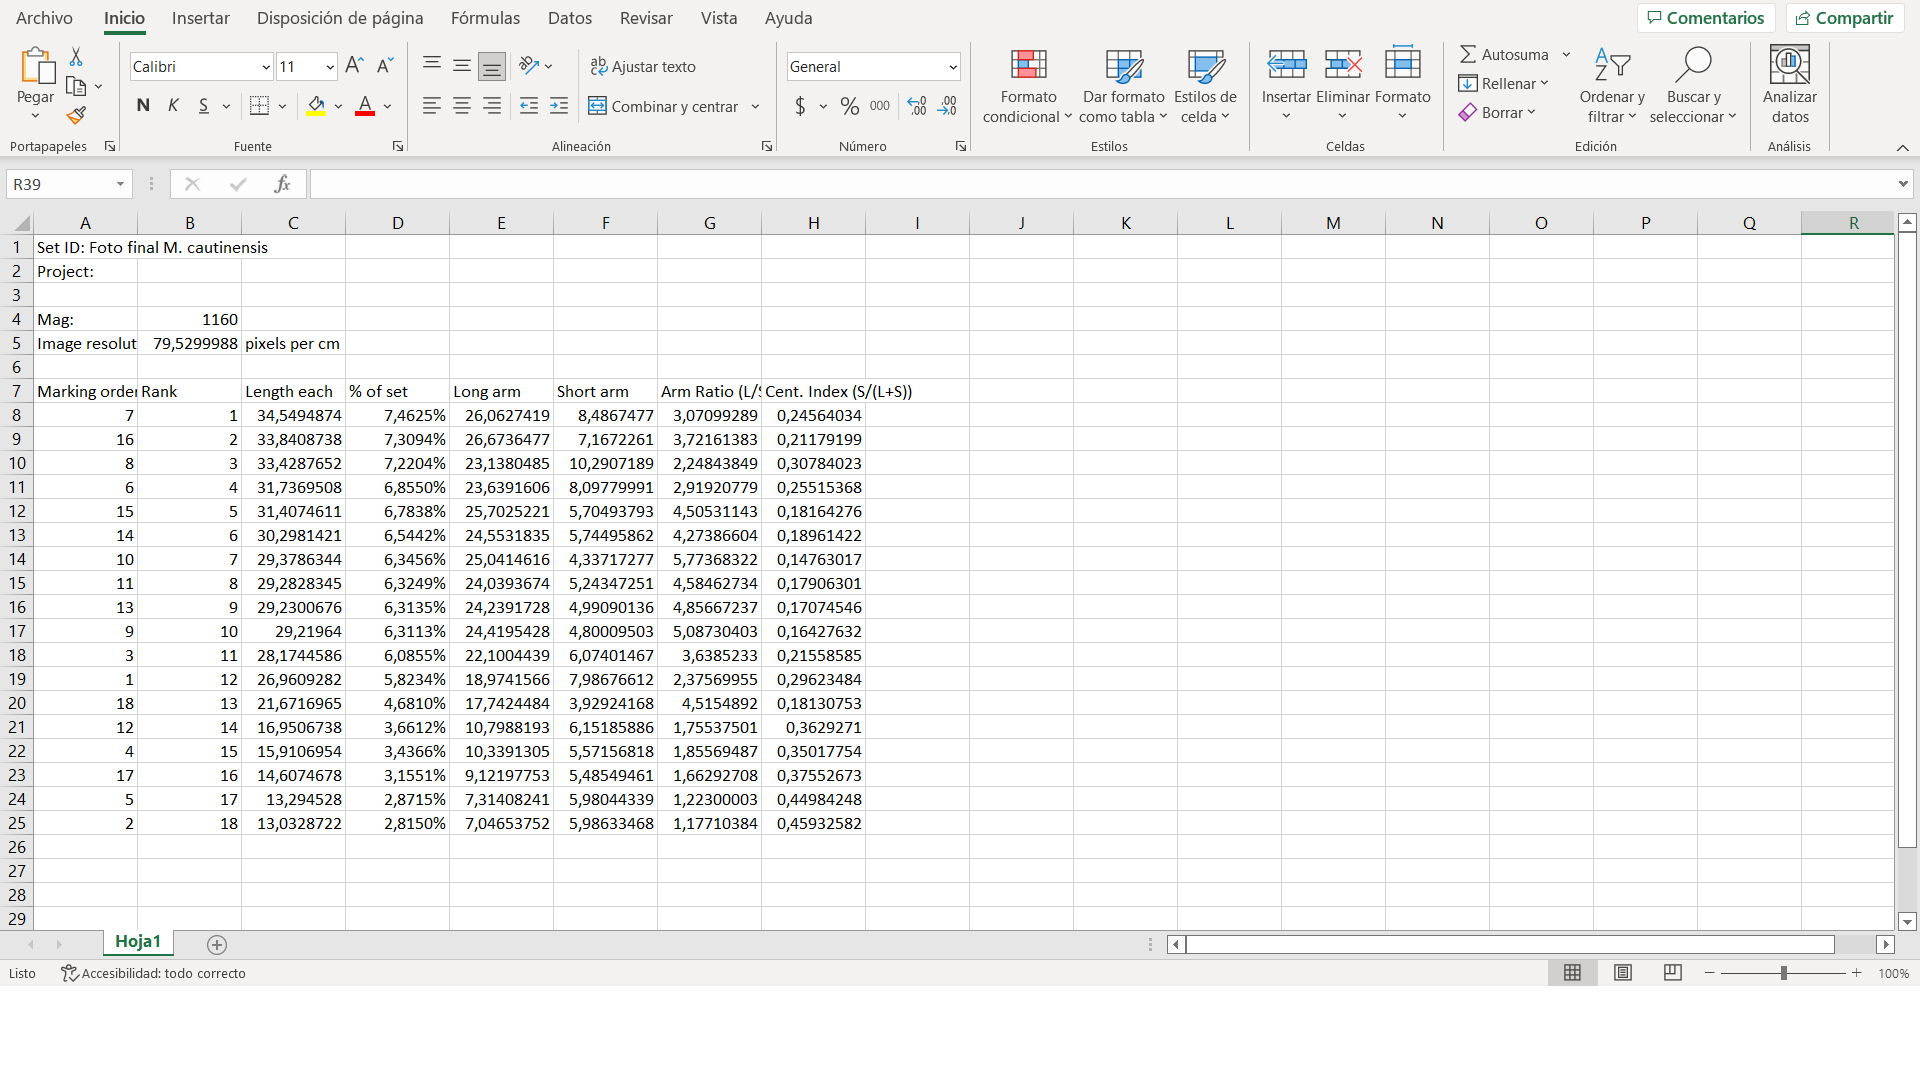 Archivo Inicio Insertar Disposición de página Fórmulas Datos Revisar Vista Ayuda Comentarios Compartir
Pegar
Portapapeles
Calibri 11
N K S
A
Fuente
ab Ajustar texto
Combinar y centrar
Alineación
General
$ % 000
Número
Formato condicional
Dar formato como tabla
Estilos de celda
Estilos
Insertar Eliminar Formato
Celdas
Autosuma
Rellenar
Borrar
Ordenar y filtrar
Buscar y seleccionar
Edición
Analizar datos
Análisis
R39 fx
A B C D E F G H I J K L M N O P Q R
1 Set ID: Foto final M. cautinensis
2 Project:
3
4 Mag: 1160
5 Image resolut 79,5299988 pixels per cm
6
7 Marking order Rank Length each % of set Long arm Short arm Arm Ratio (L/S Cent. Index (S/(L+S))
8 7 1 34,5494874 7,4625% 26,0627419 8,4867477 3,07099289 0,24564034
9 16 2 33,8408738 7,3094% 26,6736477 7,1672261 3,72161383 0,21179199
10 8 3 33,4287652 7,2204% 23,1380485 10,2907189 2,24843849 0,30784023
11 6 4 31,7369508 6,8550% 23,6391606 8,09779991 2,91920779 0,25515368
12 15 5 31,4074611 6,7838% 25,7025221 5,70493793 4,50531143 0,18164276
13 14 6 30,2981421 6,5442% 24,5531835 5,74495862 4,27386604 0,18961422
14 10 7 29,3786344 6,3456% 25,0414616 4,33717277 5,77368322 0,14763017
15 11 8 29,2828345 6,3249% 24,0393674 5,24347251 4,58462734 0,17906301
16 13 9 29,2300676 6,3135% 24,2391728 4,99090136 4,85667237 0,17074546
17 9 10 29,21964 6,3113% 24,4195428 4,80009503 5,08730403 0,16427632
18 3 11 28,1744586 6,0855% 22,1004439 6,07401467 3,6385233 0,21558585
19 1 12 26,9609282 5,8234% 18,9741566 7,98676612 2,37569955 0,29623484
20 18 13 21,6716965 4,6810% 17,7424484 3,92924168 4,5154892 0,18130753
21 12 14 16,9506738 3,6612% 10,7988193 6,15185886 1,75537501 0,3629271
22 4 15 15,9106954 3,4366% 10,3391305 5,57156818 1,85569487 0,35017754
23 17 16 14,6074678 3,1551% 9,12197753 5,48549461 1,66292708 0,37552673
24 5 17 13,294528 2,8715% 7,31408241 5,98044339 1,22300003 0,44984248
25 2 18 13,0328722 2,8150% 7,04653752 5,98633468 1,17710384 0,45932582
26
27
28
29
Hoja1
Listo Accesibilidad: todo correcto 100%